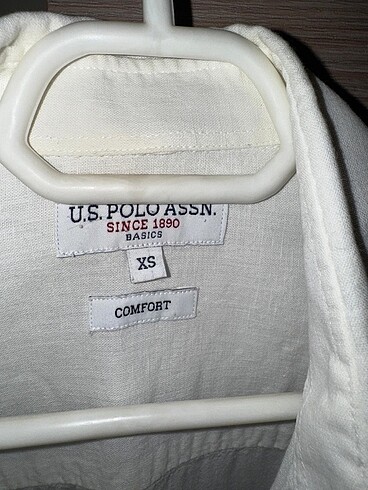 U.S. POLO ASSN.
SINCE 1890
BASICS
XS
COMFORT